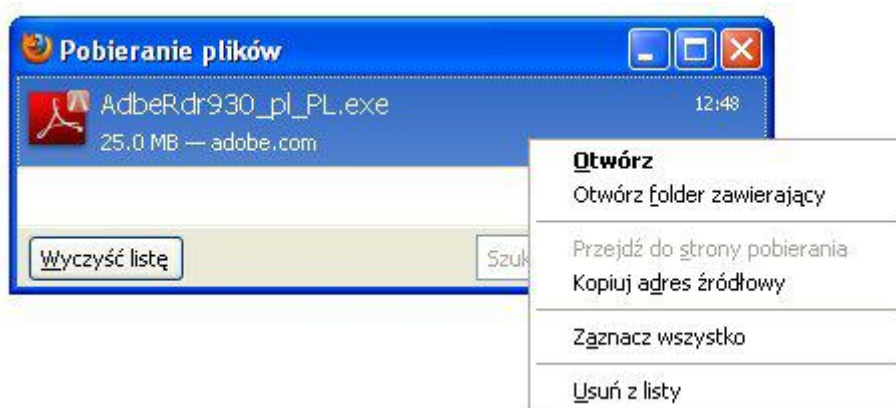 Pobieranie plików
AdbeRdr930_pl_PL.exe
12:48
25.0 MB — adobe.com
Otwórz
Otwórz folder zawierający
Przejdź do strony pobierania
Kopiuj adres źródłowy
Zaznacz wszystko
Usuń z listy
Wyczyść listę